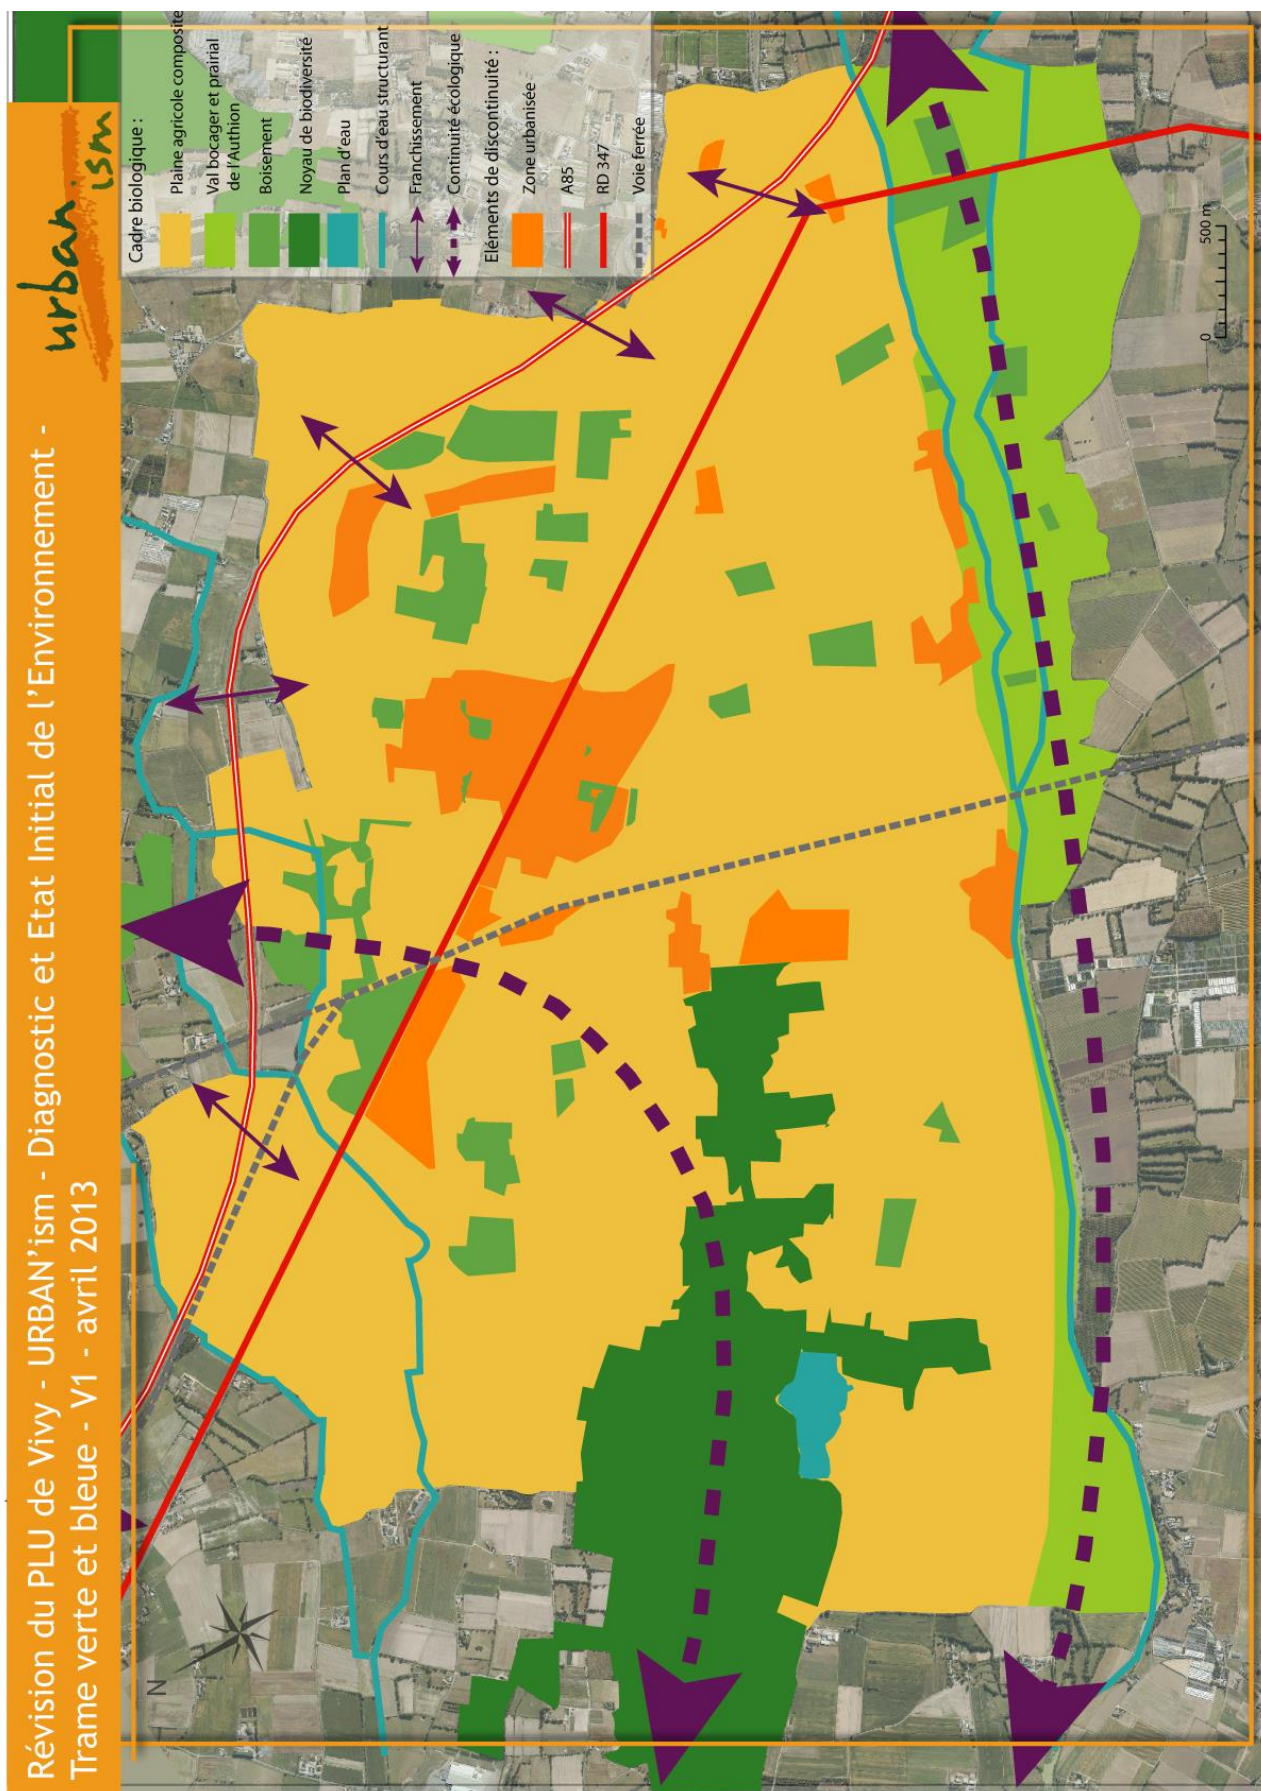 Révision du PLU de Vivy - URBAN'ism - Diagnostic et Etat Initial de l'Environnement -
Trame verte et bleue - V1 - avril 2013
urban
ism
Cadre biologique :
Plaine agricole composite
Val bocager et prairial
de l'Authion
Boisement
Noyau de biodiversité
Plan d'eau
Cours d'eau structurant
Franchissement
Continuité écologique
Eléments de discontinuité :
Zone urbanisée
A85
RD 347
Voie ferrée
N
0
500 m